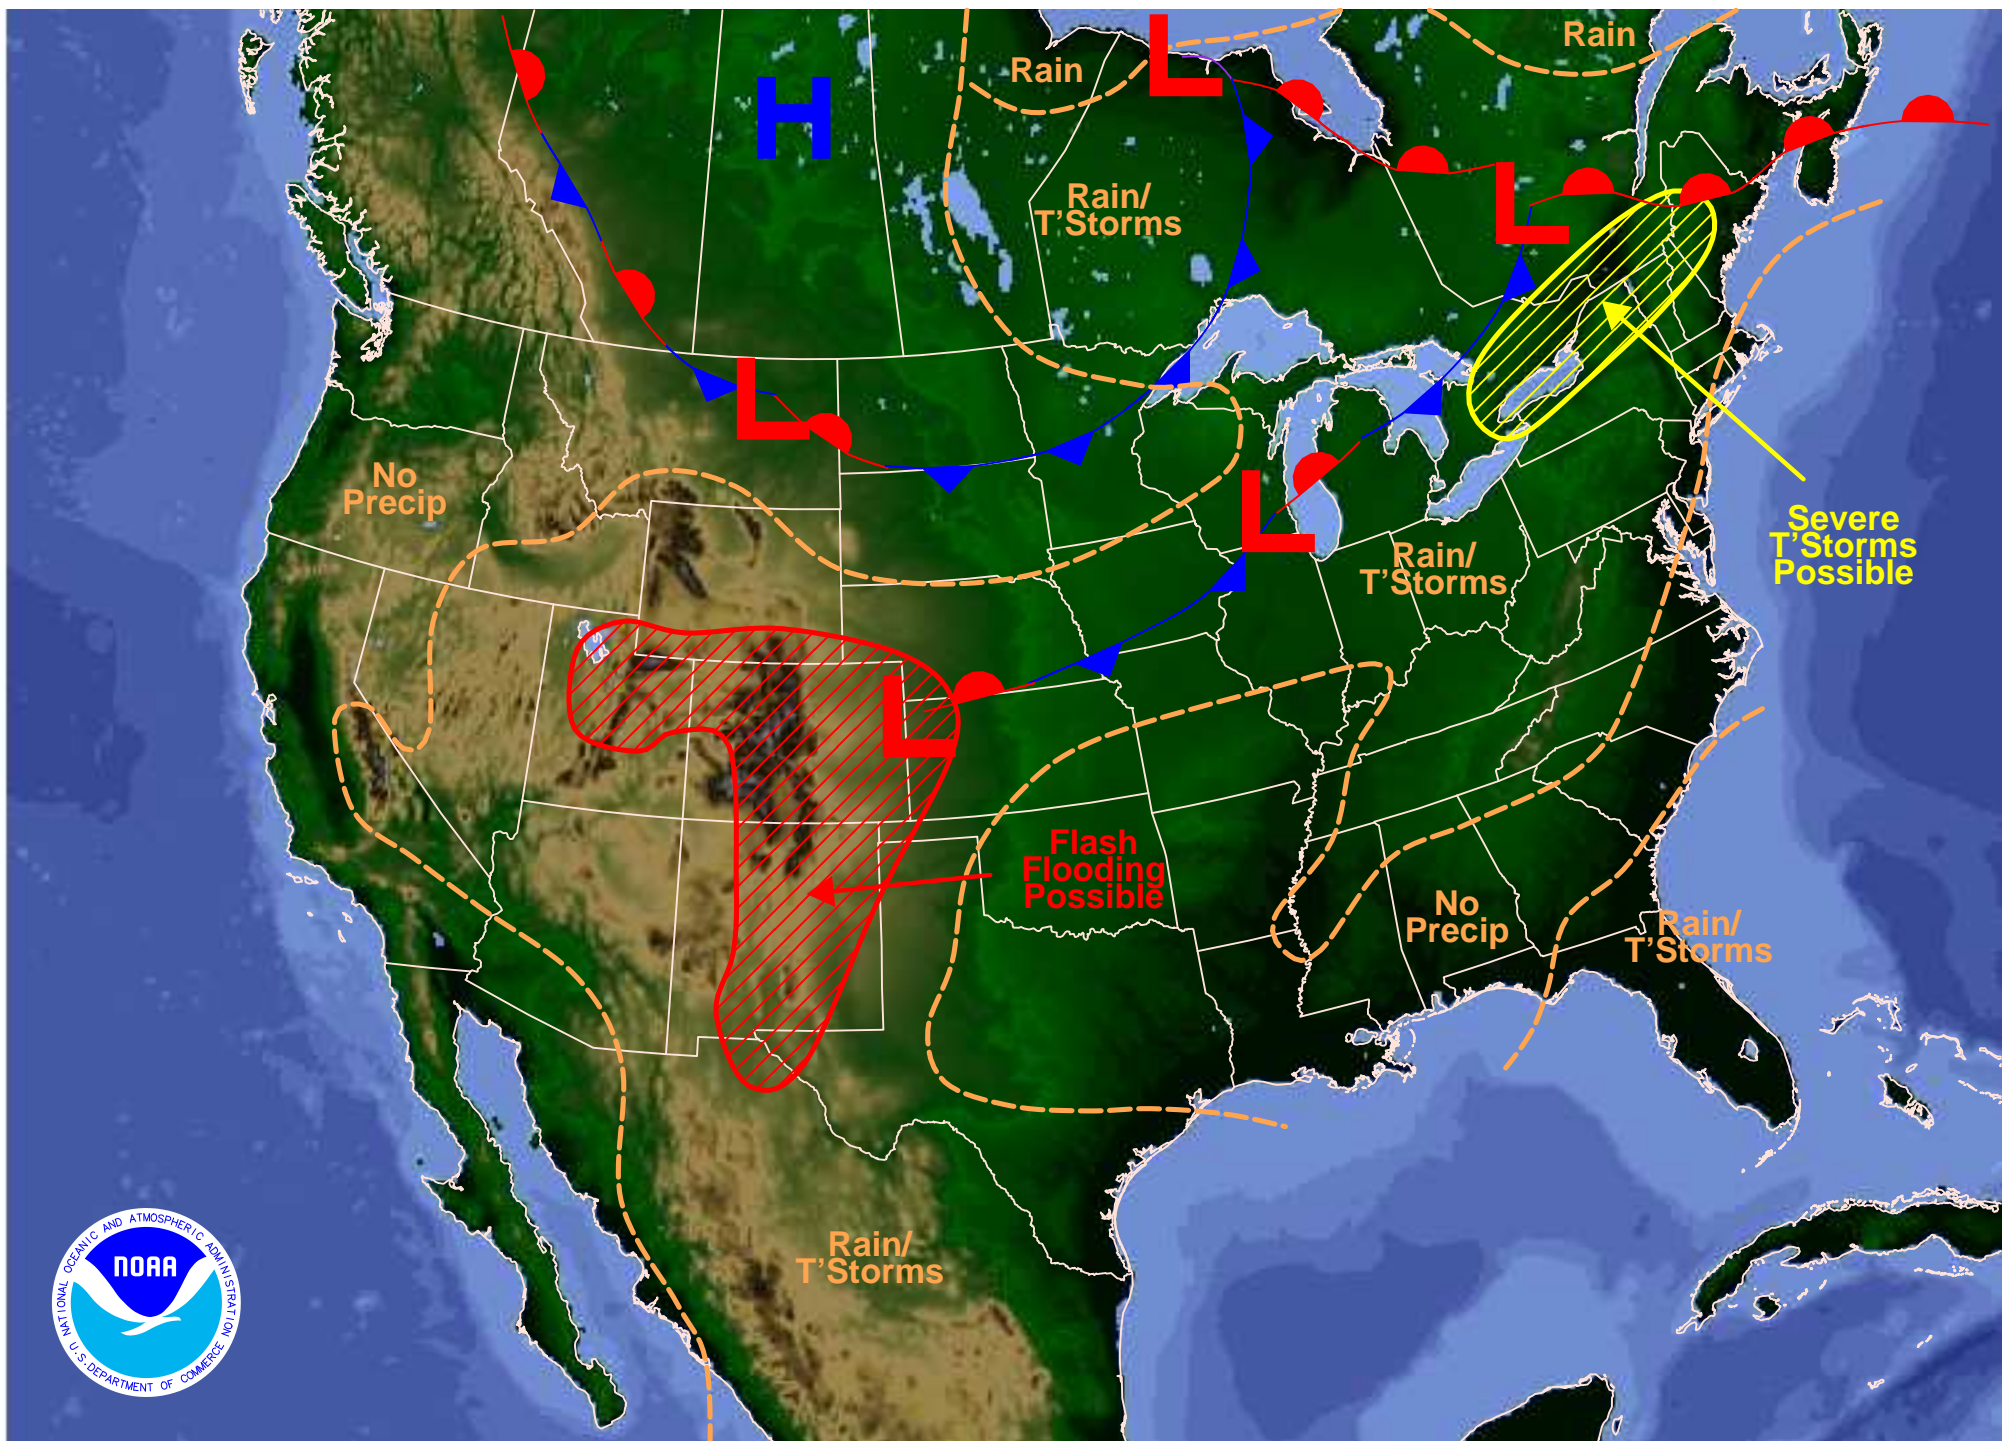 Rain
H
L
Rain
Rain/
T'Storms
L
L
No
Precip
L
Severe
T'Storms
Possible
Rain/
T'Storms
L
Flash
Flooding
Possible
No
Precip
Rain/
T'Storms
Rain/
T'Storms
NATIONAL OCEANIC AND ATMOSPHERIC ADMINISTRATION
NOAA
U.S. DEPARTMENT OF COMMERCE